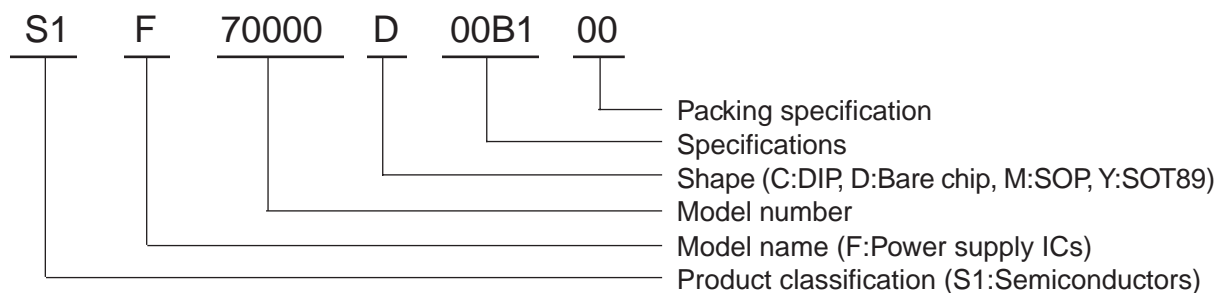 S1 F 70000 D 00B1 00
Packing specification
Specifications
Shape (C:DIP, D:Bare chip, M:SOP, Y:SOT89)
Model number
Model name (F:Power supply ICs)
Product classification (S1:Semiconductors)